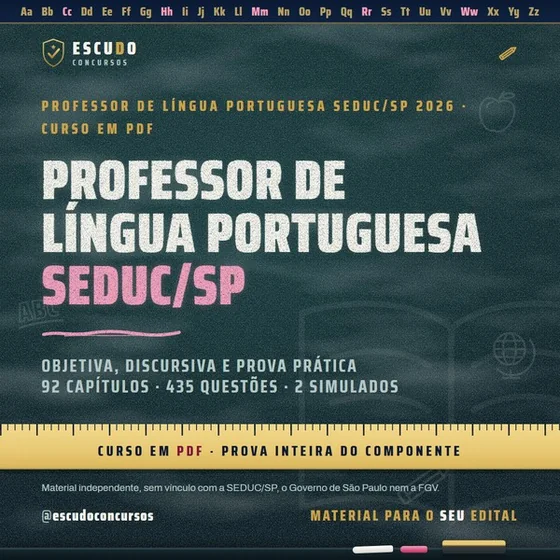 Aa Bb Cc Dd Ee Ff Gg Hh Ii Jj Kk Ll Mm Nn Oo Pp Qq Rr Ss Tt Uu Vv Ww Xx Yy Zz
ESCUDO
CONCURSOS
PROFESSOR DE LÍNGUA PORTUGUESA SEDUC/SP 2026 ·
CURSO EM PDF
PROFESSOR DE
LÍNGUA PORTUGUESA
SEDUC/SP
ABC
OBJETIVA, DISCURSIVA E PROVA PRÁTICA
92 CAPÍTULOS · 435 QUESTÕES · 2 SIMULADOS
CURSO EM PDF · PROVA INTEIRA DO COMPONENTE
Material independente, sem vínculo com a SEDUC/SP, o Governo de São Paulo nem a FGV.
@escudoconcursos
MATERIAL PARA O SEU EDITAL